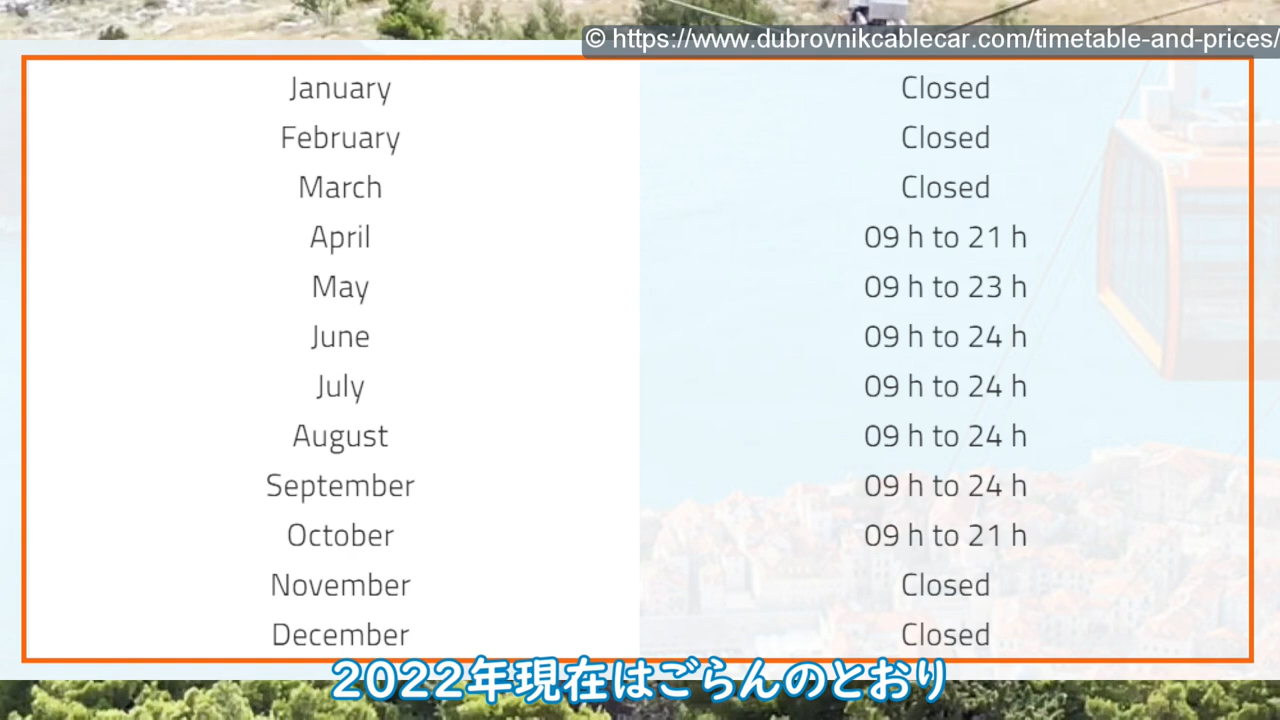 © https://www.dubrovnikcablecar.com/timetable-and-prices/
January Closed
February Closed
March Closed
April 09 h to 21 h
May 09 h to 23 h
June 09 h to 24 h
July 09 h to 24 h
August 09 h to 24 h
September 09 h to 24 h
October 09 h to 21 h
November Closed
December Closed
2022年現在はごらんのとおり